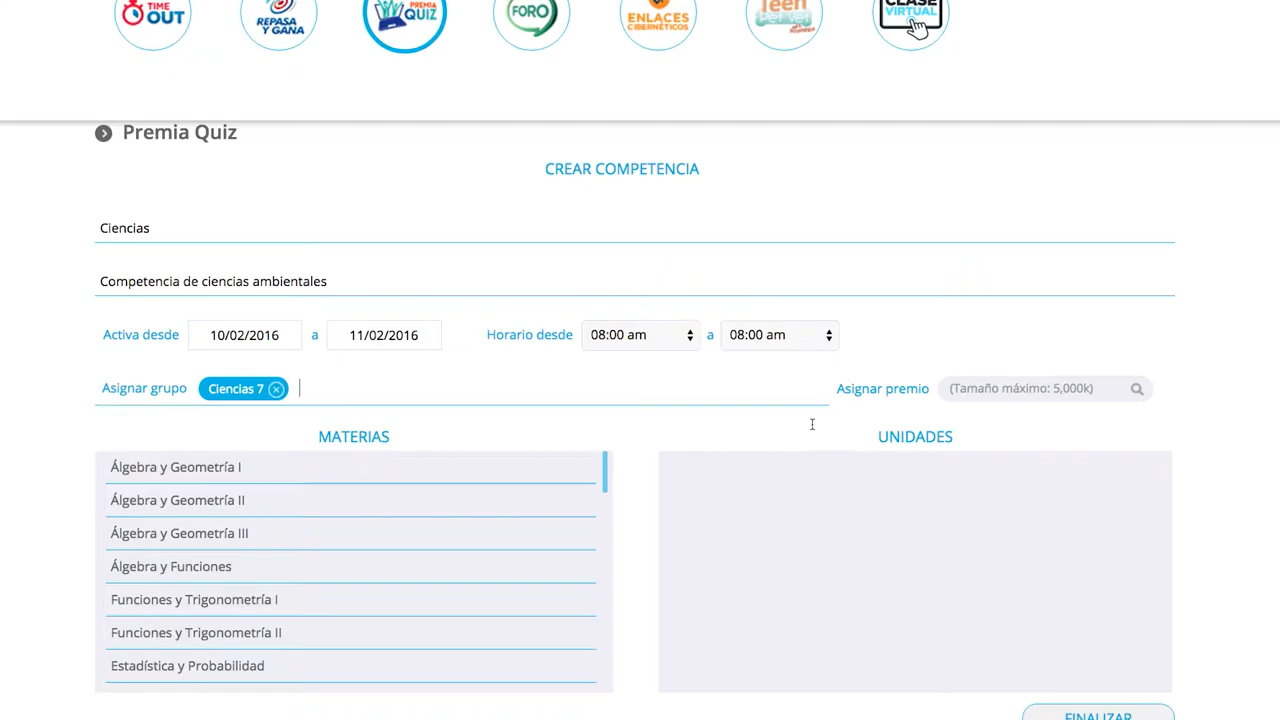 TIME OUT
REPASA Y GANA
PREMIA QUIZ
FORO
ENLACES CIBERNÉTICOS
Teen
CLASE VIRTUAL
Premia Quiz
CREAR COMPETENCIA
Ciencias
Competencia de ciencias ambientales
Activa desde 10/02/2016 a 11/02/2016 Horario desde 08:00 am a 08:00 am
Asignar grupo Ciencias 7 Asignar premio (Tamaño máximo: 5,000k)
MATERIAS UNIDADES
Álgebra y Geometría I
Álgebra y Geometría II
Álgebra y Geometría III
Álgebra y Funciones
Funciones y Trigonometría I
Funciones y Trigonometría II
Estadística y Probabilidad
FINALIZAR